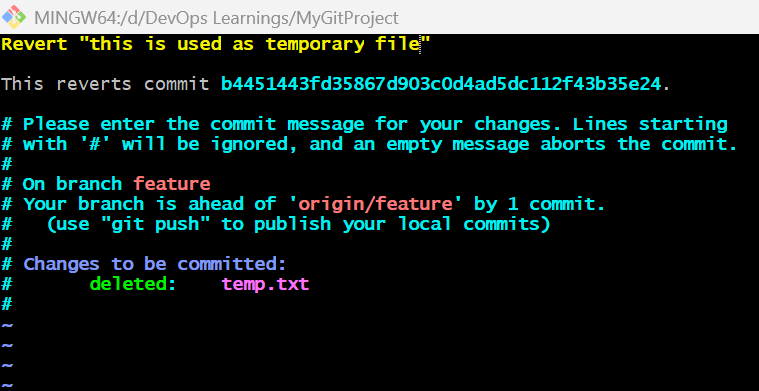 MINGW64:/d/DevOps Learnings/MyGitProject
Revert "this is used as temporary file"
This reverts commit b4451443fd35867d903c0d4ad5dc112f43b35e24.
# Please enter the commit message for your changes. Lines starting
# with '#' will be ignored, and an empty message aborts the commit.
#
# On branch feature
# Your branch is ahead of 'origin/feature' by 1 commit.
#   (use "git push" to publish your local commits)
#
# Changes to be committed:
#       deleted:    temp.txt
#
~
~
~
~